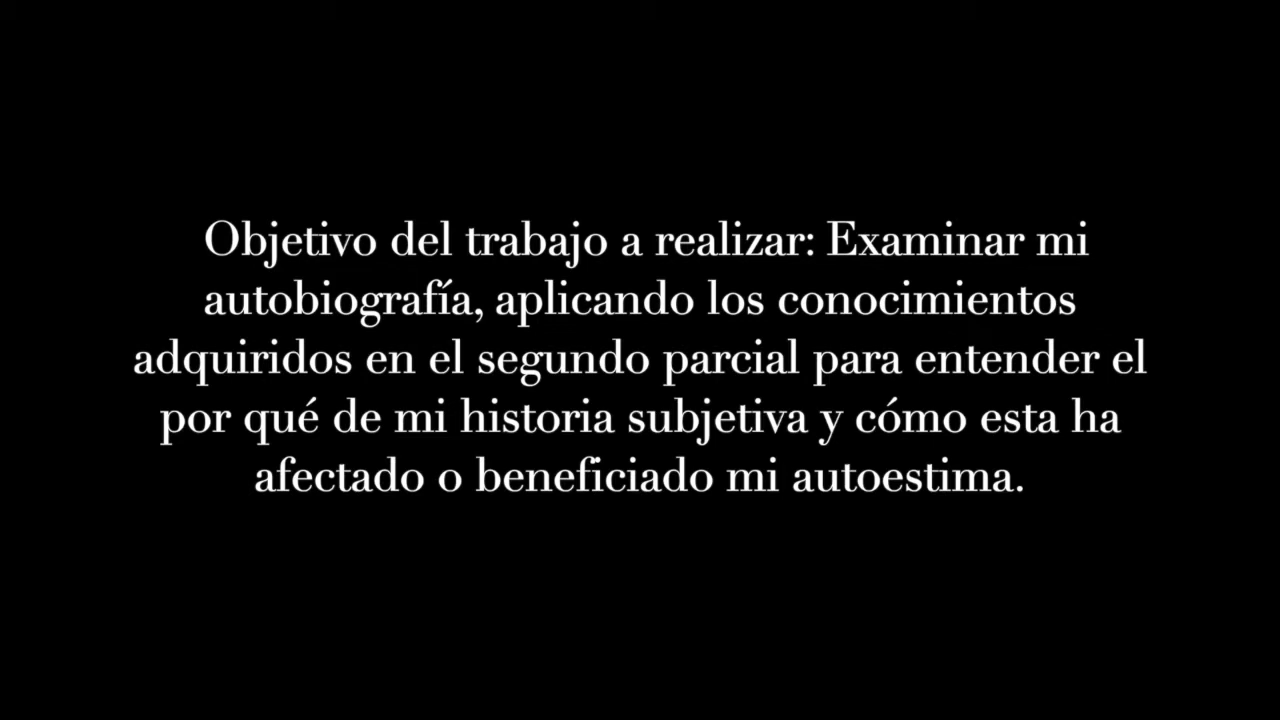 Objetivo del trabajo a realizar: Examinar mi
autobiografía, aplicando los conocimientos
adquiridos en el segundo parcial para entender el
por qué de mi historia subjetiva y cómo esta ha
afectado o beneficiado mi autoestima.